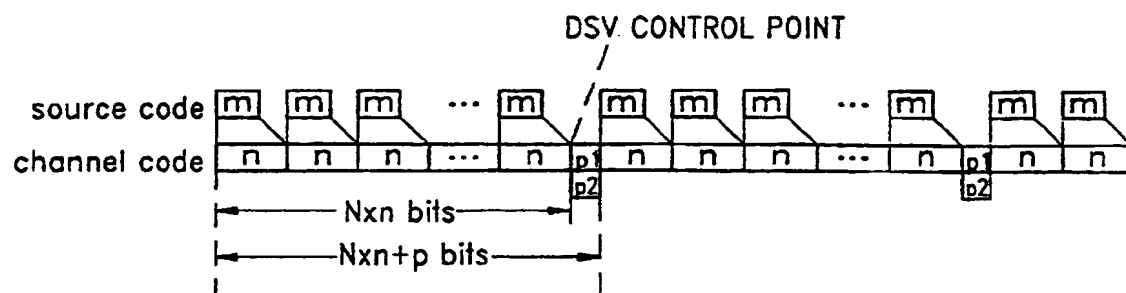 DSV CONTROL POINT
source code m m m ... m m m m ... m m m
channel code n n n ... n p1 n n n ... n p1 n n
p2 p2
Nxn bits
Nxn+p bits